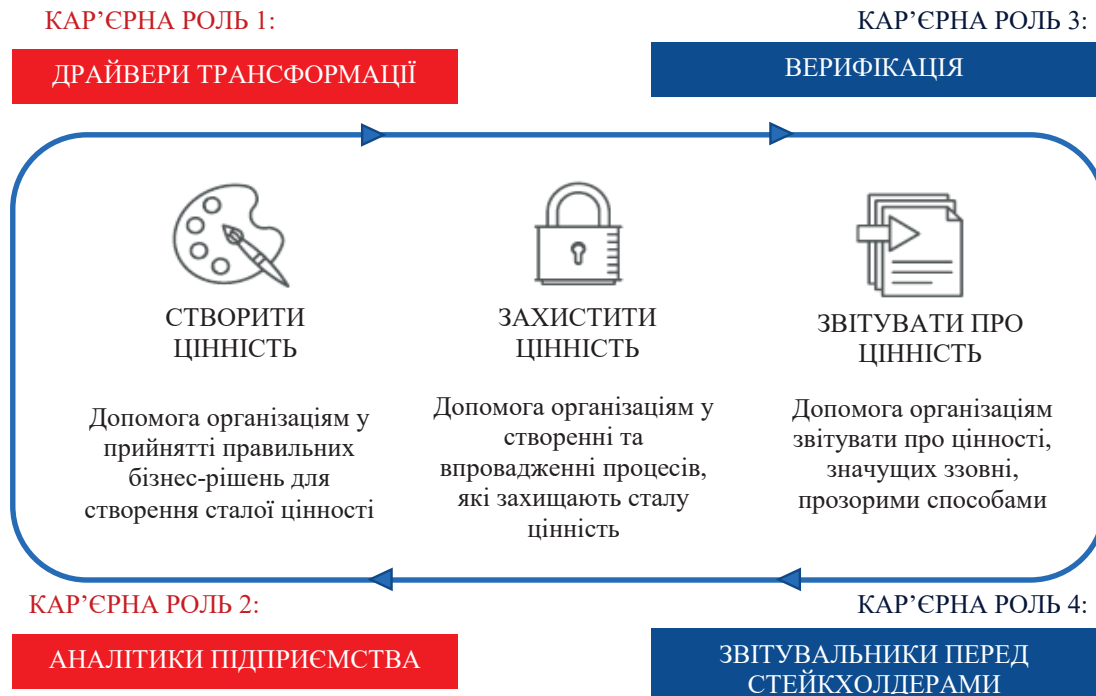 КАР’ЄРНА РОЛЬ 1:
ДРАЙВЕРИ ТРАНСФОРМАЦІЇ
КАР’ЄРНА РОЛЬ 3:
ВЕРИФІКАЦІЯ
СТВОРИТИ
ЦІННІСТЬ
Допомога організаціям у
прийнятті правильних
бізнес-рішень для
створення сталої цінності
ЗАХИСТИТИ
ЦІННІСТЬ
Допомога організаціям у
створенні та
впровадженні процесів,
які захищають сталу
цінність
ЗВІТУВАТИ ПРО
ЦІННІСТЬ
Допомога організаціям
звітувати про цінності,
значущих ззовні,
прозорими способами
КАР’ЄРНА РОЛЬ 2:
АНАЛІТИКИ ПІДПРИЄМСТВА
КАР’ЄРНА РОЛЬ 4:
ЗВІТУВАЛЬНИКИ ПЕРЕД
СТЕЙКХОЛДЕРАМИ